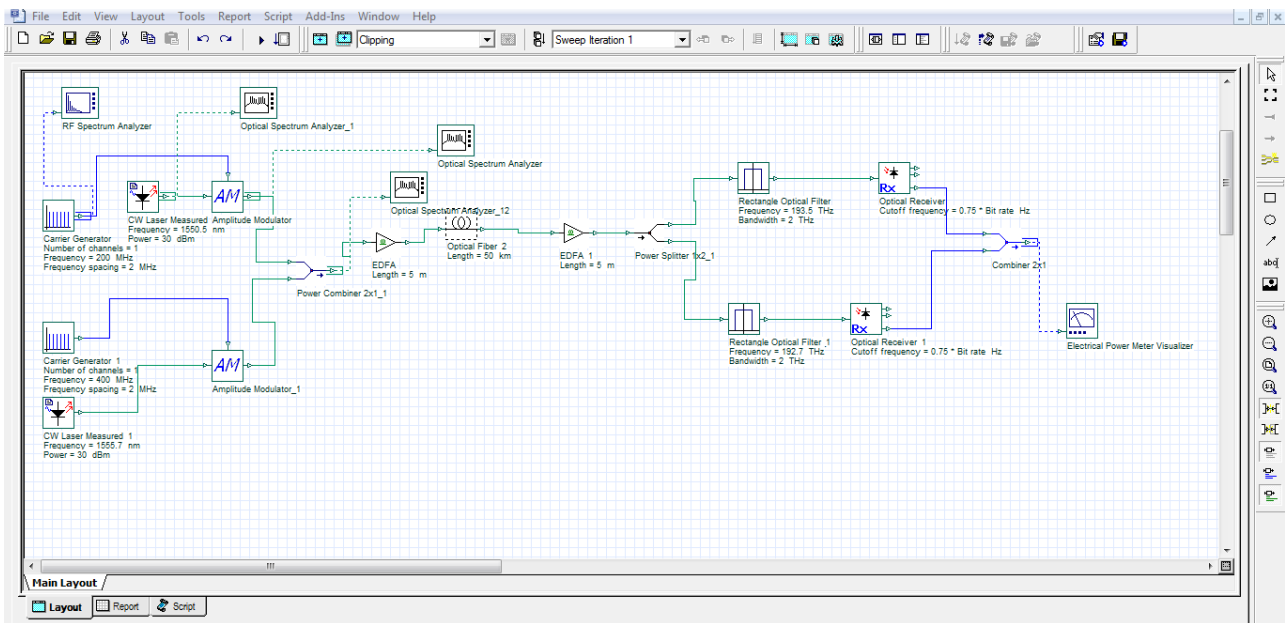 File Edit View Layout Tools Report Script Add-Ins Window Help
Clipping
Sweep Iteration 1
RF Spectrum Analyzer
Optical Spectrum Analyzer_1
Optical Spectrum Analyzer
AM
CW Laser Measured
Frequency = 1550.5 nm
Power = 30 dBm
Amplitude Modulator
Carrier Generator
Number of channels = 1
Frequency = 200 MHz
Frequency spacing = 2 MHz
Optical Spectrum Analyzer_12
Optical Fiber 2
Length = 50 km
EDFA
Length = 5 m
Power Combiner 2x1_1
EDFA 1
Length = 5 m
Power Splitter 1x2_1
Rectangle Optical Filter
Frequency = 193.5 THz
Bandwidth = 2 THz
Rx
Optical Receiver
Cutoff frequency = 0.75 * Bit rate Hz
Combiner 2x1
Carrier Generator 1
Number of channels = 1
Frequency = 400 MHz
Frequency spacing = 2 MHz
AM
Amplitude Modulator_1
CW Laser Measured 1
Frequency = 1555.7 nm
Power = 30 dBm
Rectangle Optical Filter 1
Frequency = 192.7 THz
Bandwidth = 2 THz
Rx
Optical Receiver 1
Cutoff frequency = 0.75 * Bit rate Hz
Electrical Power Meter Visualizer
abc
Main Layout
Layout Report Script